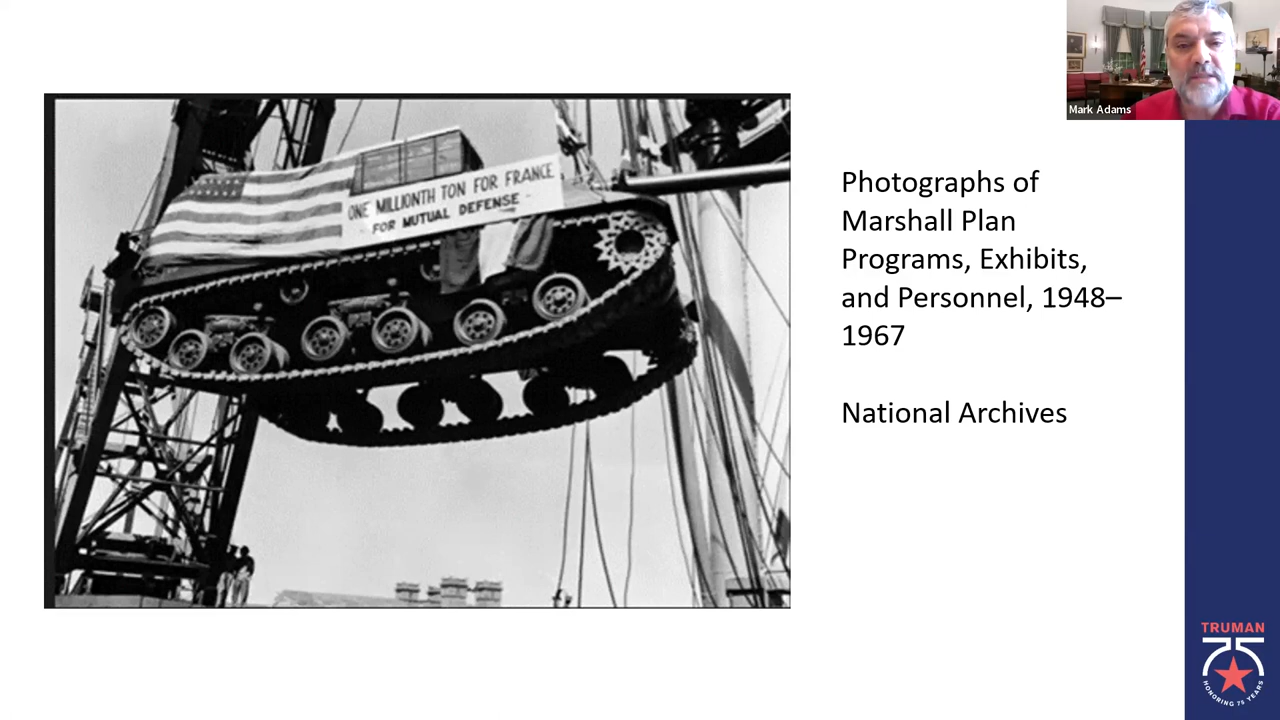 Mark Adams
ONE MILLIONTH TON FOR FRANCE
- FOR MUTUAL DEFENSE -
Photographs of
Marshall Plan
Programs, Exhibits,
and Personnel, 1948–
1967
National Archives
TRUMAN
75
HONORING 75 YEARS